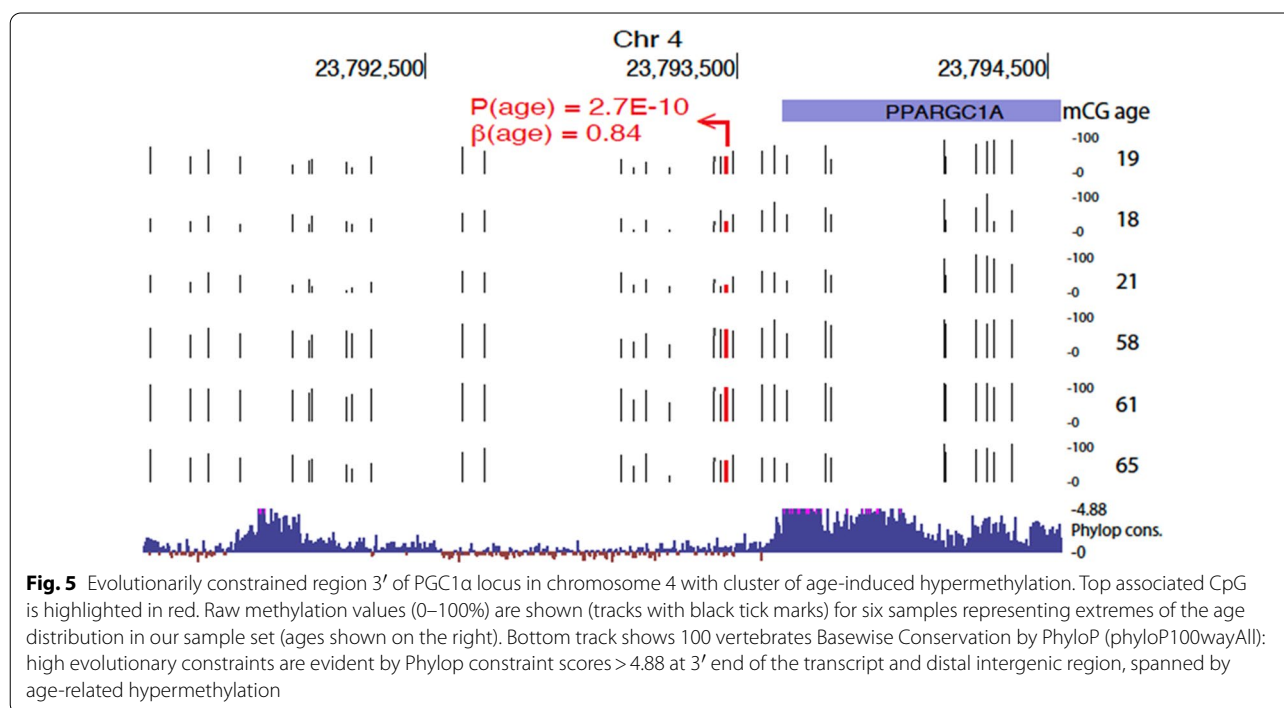 Chr 4
23,792,500| 23,793,500| 23,794,500|
P(age) = 2.7E-10
β(age) = 0.84
PPARGC1A mCG age
-100
-0
19
-100
-0
18
-100
-0
21
-100
-0
58
-100
-0
61
-100
-0
65
-4.88
Phylop cons.
-0
Fig. 5 Evolutionarily constrained region 3′ of PGC1α locus in chromosome 4 with cluster of age-induced hypermethylation. Top associated CpG
is highlighted in red. Raw methylation values (0–100%) are shown (tracks with black tick marks) for six samples representing extremes of the age
distribution in our sample set (ages shown on the right). Bottom track shows 100 vertebrates Basewise Conservation by PhyloP (phyloP100wayAll):
high evolutionary constraints are evident by Phylop constraint scores > 4.88 at 3′ end of the transcript and distal intergenic region, spanned by
age-related hypermethylation